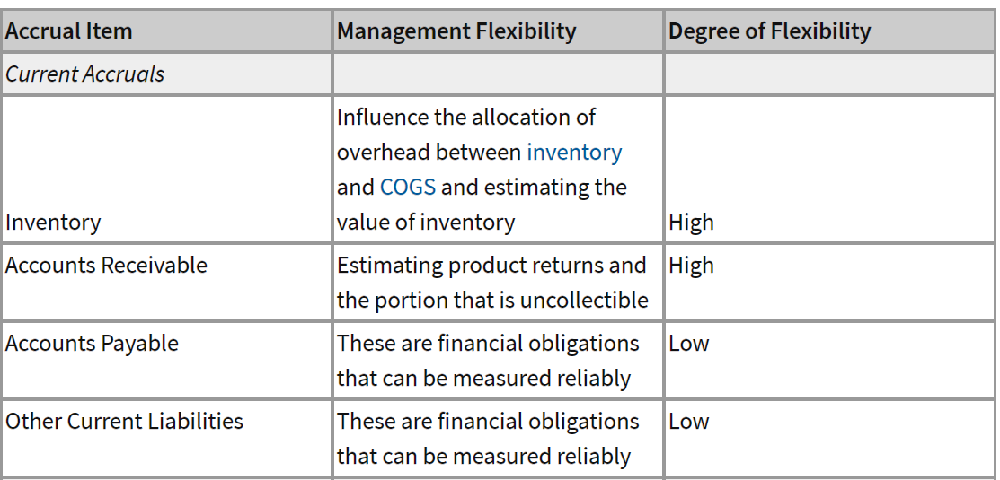 Accrual Item Management Flexibility Degree of Flexibility
Current Accruals
Influence the allocation of
overhead between inventory
and COGS and estimating the
Inventory value of inventory High
Accounts Receivable Estimating product returns and High
the portion that is uncollectible
Accounts Payable These are financial obligations Low
that can be measured reliably
Other Current Liabilities These are financial obligations Low
that can be measured reliably